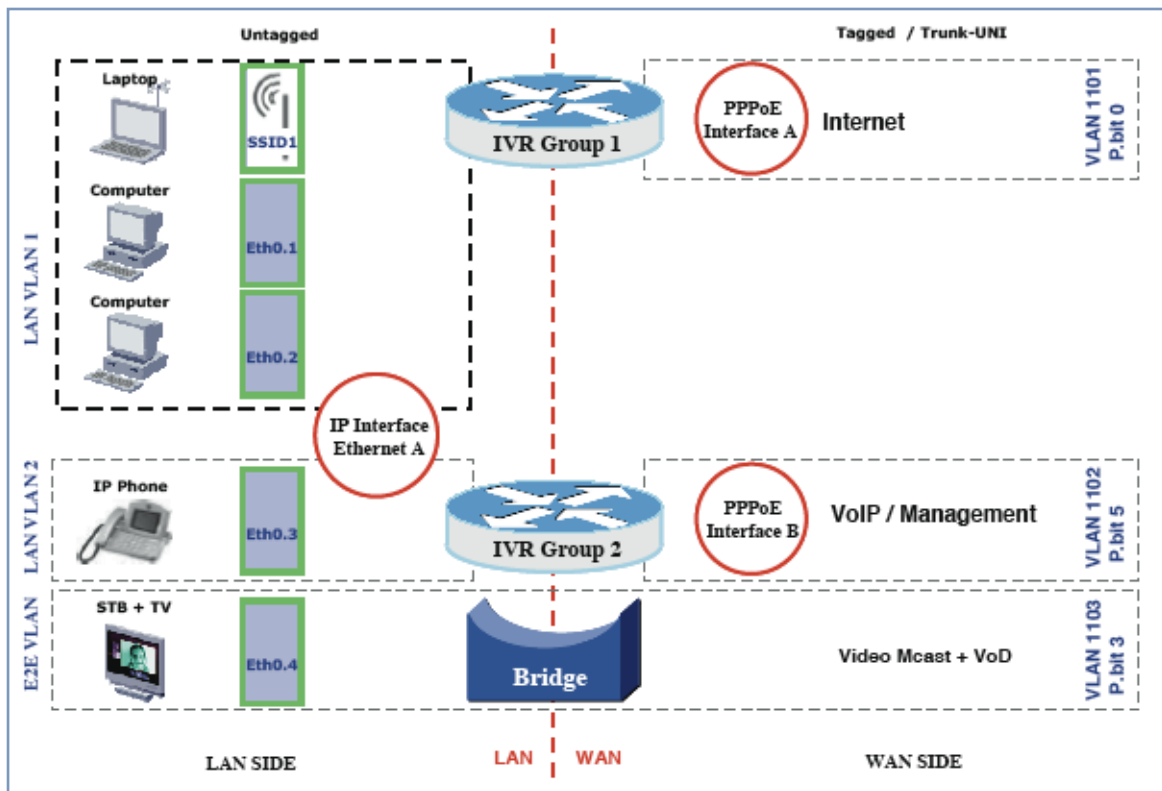 Untagged
Tagged / Trunk-UNI
LAN VLAN 1
Laptop
SSID1
Computer
Eth0.1
Computer
Eth0.2
IVR Group 1
PPPoE
Interface A
Internet
VLAN 1101
P.bit 0
IP Interface
Ethernet A
LAN VLAN 2
IP Phone
Eth0.3
IVR Group 2
PPPoE
Interface B
VoIP / Management
VLAN 1102
P.bit 5
E2E VLAN
STB + TV
Eth0.4
Bridge
Video Mcast + VoD
VLAN 1103
P.bit 3
LAN SIDE
LAN
WAN
WAN SIDE